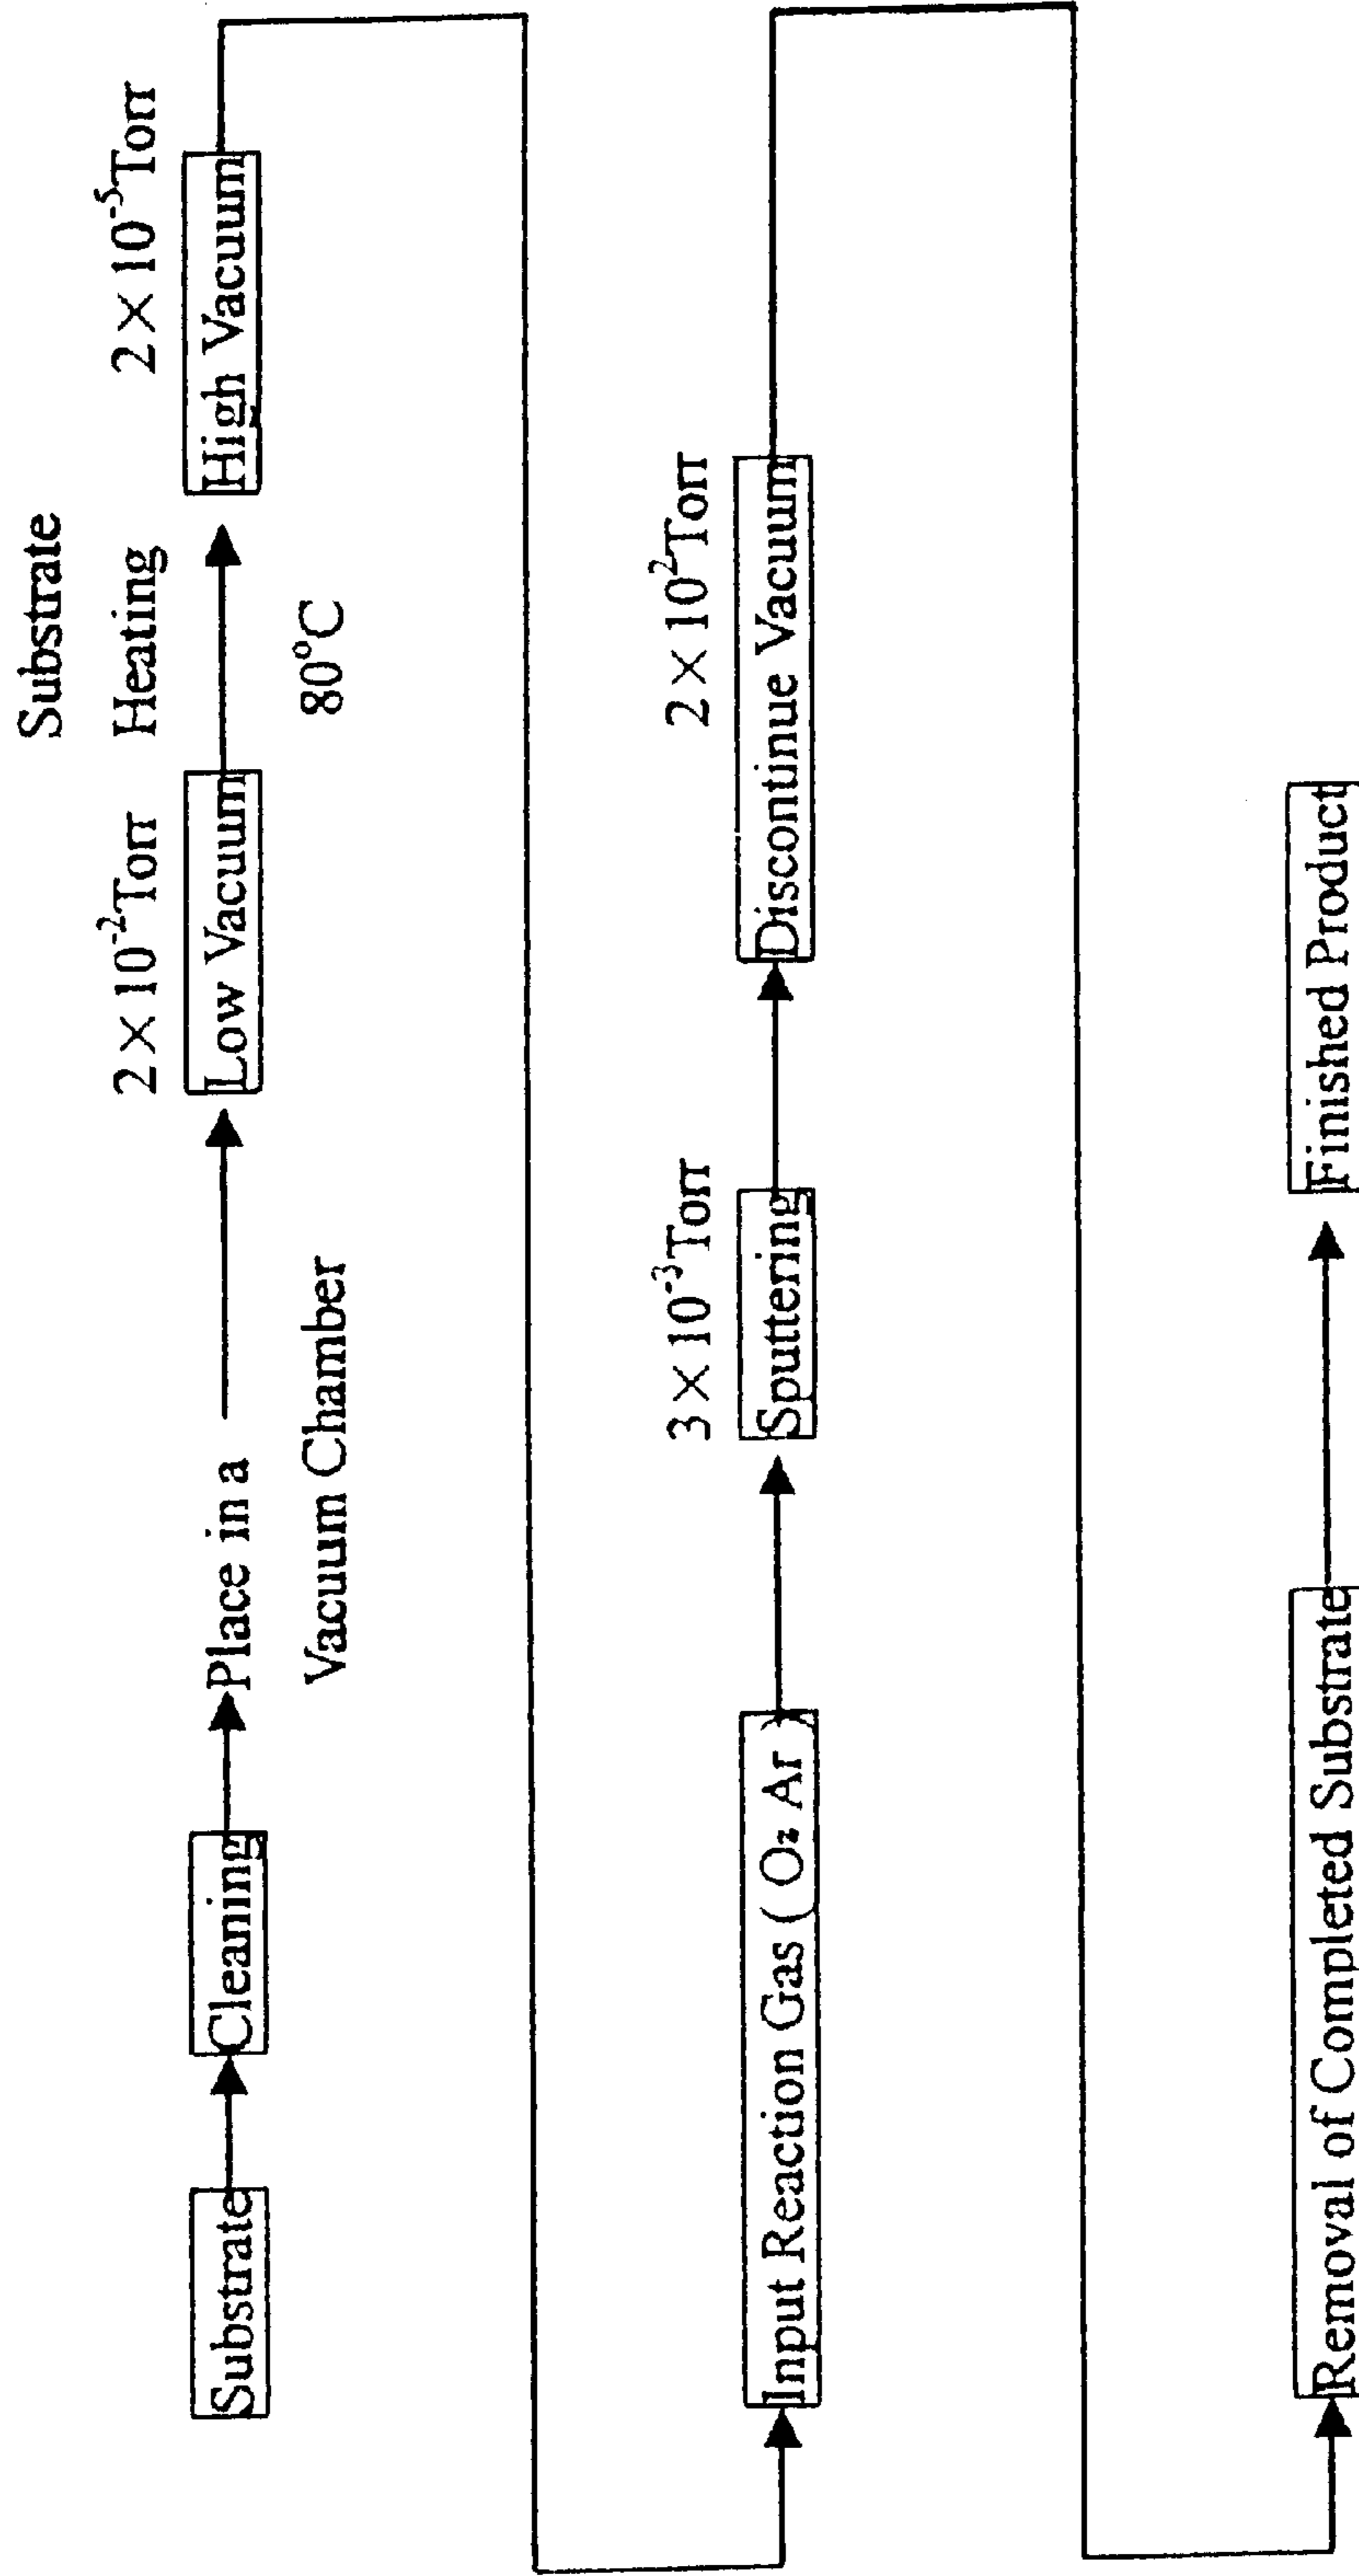 Substrate
Cleaning
Place in a
Vacuum Chamber
2×10⁻²Torr
Low Vacuum
Substrate
Heating
80°C
2×10⁻⁵Torr
High Vacuum
Input Reaction Gas ( O₂ Ar )
3×10⁻³Torr
Sputtering
2×10²Torr
Discontinue Vacuum
Removal of Completed Substrate
Finished Product